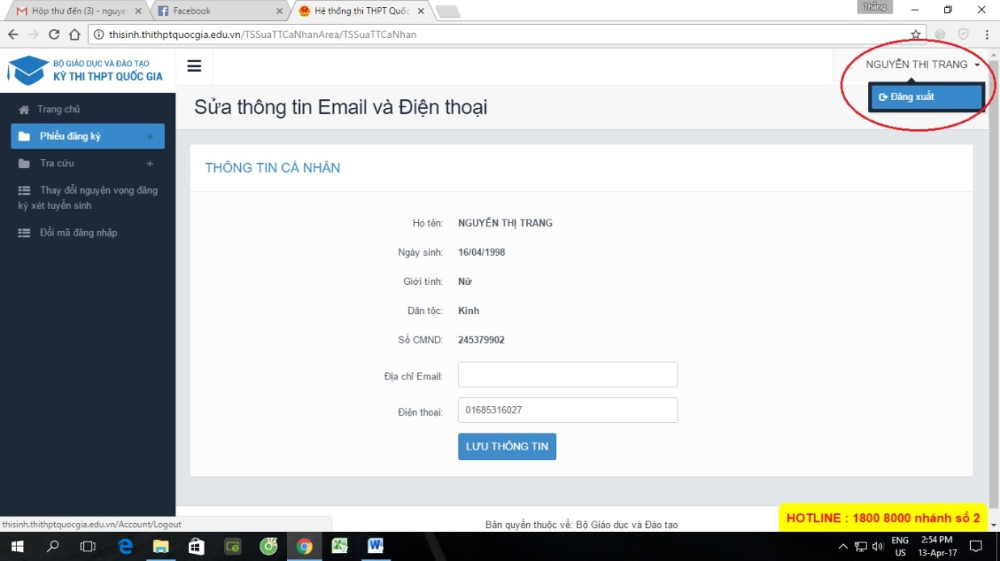 Hộp thư đến (3) - nguye
Facebook
Hệ thống thi THPT Quốc
Thắng
thisinh.thithptquocgia.edu.vn/TSSuaTTCaNhanArea/TSSuaTTCaNhan
BỘ GIÁO DỤC VÀ ĐÀO TẠO
KỲ THI THPT QUỐC GIA
NGUYỄN THỊ TRANG
Đăng xuất
Trang chủ
Phiếu đăng ký
Tra cứu
Thay đổi nguyện vọng đăng
ký xét tuyển sinh
Đổi mã đăng nhập
Sửa thông tin Email và Điện thoại
THÔNG TIN CÁ NHÂN
Họ tên: NGUYỄN THỊ TRANG
Ngày sinh: 16/04/1998
Giới tính: Nữ
Dân tộc: Kinh
Số CMND: 245379902
Địa chỉ Email:
Điện thoại: 01685316027
LƯU THÔNG TIN
HOTLINE : 1800 8000 nhánh số 2
thisinh.thithptquocgia.edu.vn/Account/Logout
Bản quyền thuộc về: Bộ Giáo dục và Đào tạo
ENG
US
2:54 PM
13-Apr-17